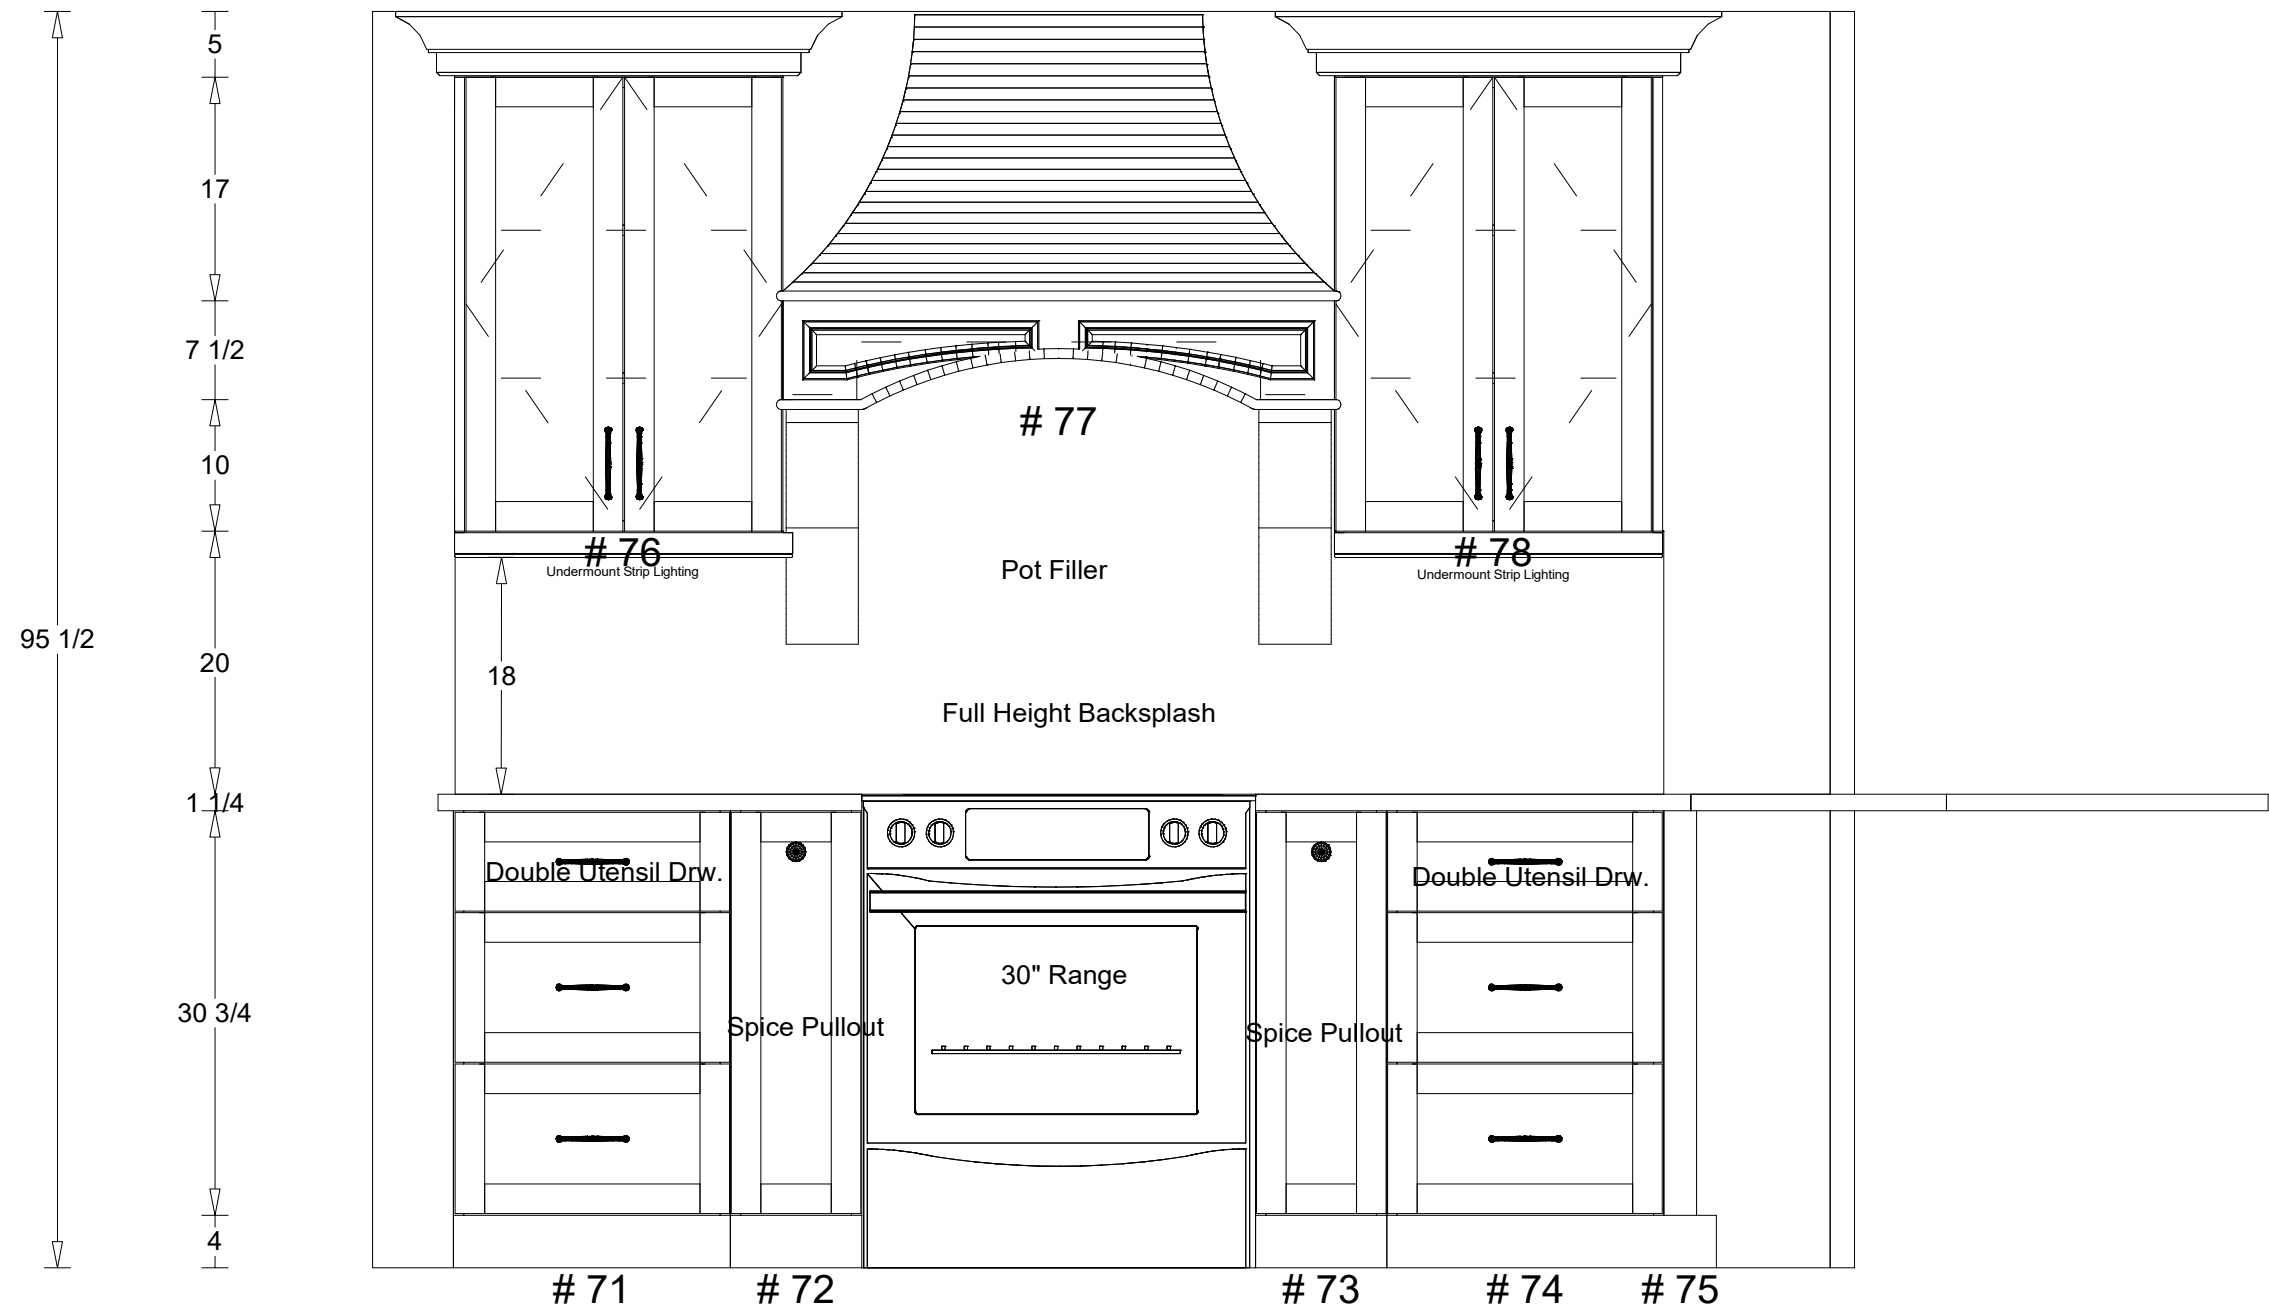 5
17
7 1/2
# 77
10
# 76
# 78
Undermount Strip Lighting
Undermount Strip Lighting
Pot Filler
95 1/2
20
18
Full Height Backsplash
1 1/4
Double Utensil Drw.
Double Utensil Drw.
30" Range
30 3/4
Spice Pullout
Spice Pullout
4
# 71
# 72
# 73
# 74
# 75